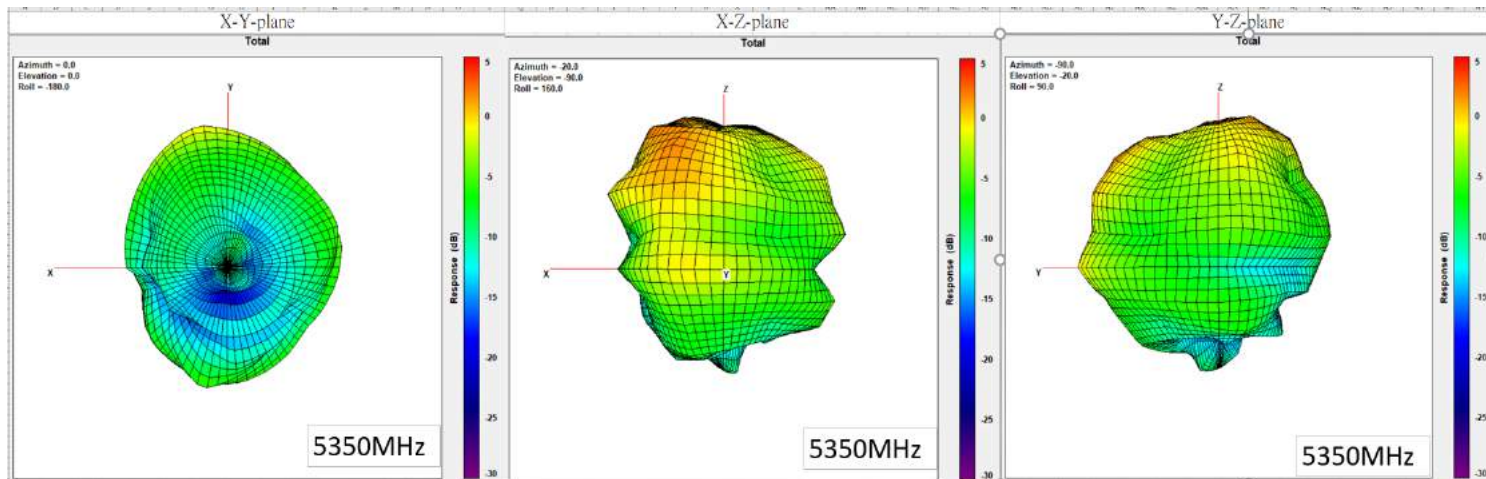 X-Y-plane
Total
Azimuth = 0.0
Elevation = 0.0
Roll = -180.0
Y
X
5
0
-5
-10
-15
-20
-25
-30
Response (dB)
5350MHz
X-Z-plane
Total
Azimuth = -20.0
Elevation = -90.0
Roll = 160.0
Z
X
Y
5
0
-5
-10
-15
-20
-25
-30
Response (dB)
5350MHz
Y-Z-plane
Total
Azimuth = -90.0
Elevation = -20.0
Roll = 90.0
Z
Y
5
0
-5
-10
-15
-20
-25
-30
Response (dB)
5350MHz